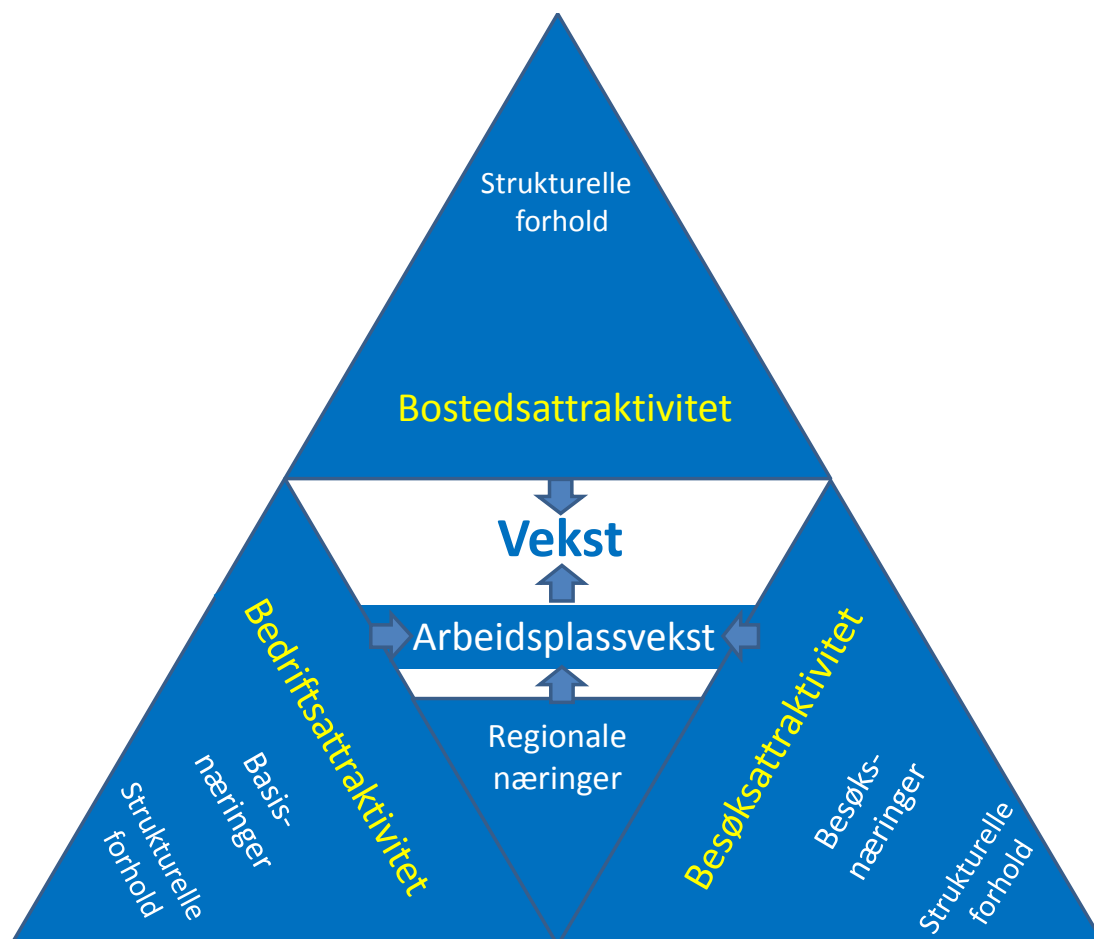 Strukturelle
forhold
Bostedsattraktivitet
Vekst
Arbeidsplassvekst
Regionale
næringer
Bedriftsattraktivitet
Basis-
næringer
Strukturelle
forhold
Besøksattraktivitet
Besøks-
næringer
Strukturelle
forhold